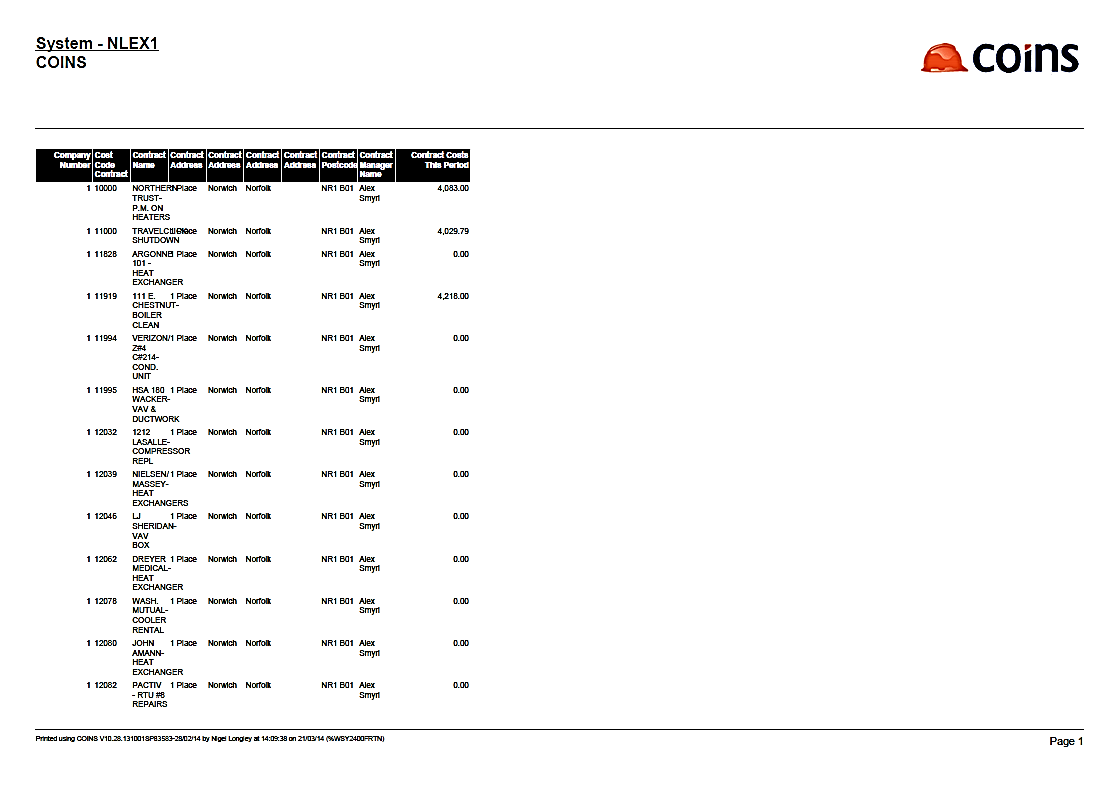 System - NLEX1
COINS
coins
Company Number Cost Code Contract Contract Name Contract Address Contract Address Contract Address Contract Address Contract Postcode Contract Manager Name Contract Costs This Period
1 10000 NORTHERN 1 Place Norwich Norfolk NR1 B01 Alex 4,083.00
TRUST- Smyrl
P.M. ON
HEATERS
1 11000 1 Place Norwich Norfolk NR1 B01 Alex 4,029.79
SHUTDOWN Smyrl
1 11828 ARGONNE 1 Place Norwich Norfolk NR1 B01 Alex 0.00
101 - Smyrl
HEAT
EXCHANGER
1 11919 111 E. 1 Place Norwich Norfolk NR1 B01 Alex 4,218.00
CHESTNUT- Smyrl
BOILER
CLEAN
1 11994 VERIZON/ 1 Place Norwich Norfolk NR1 B01 Alex 0.00
Z#4 Smyrl
C#214-
COND.
UNIT
1 11995 HSA 180 1 Place Norwich Norfolk NR1 B01 Alex 0.00
WACKER- Smyrl
VAV &
DUCTWORK
1 12032 1212 1 Place Norwich Norfolk NR1 B01 Alex 0.00
LASALLE- Smyrl
COMPRESSOR
REPL
1 12039 NIELSEN/ 1 Place Norwich Norfolk NR1 B01 Alex 0.00
MASSEY- Smyrl
HEAT
EXCHANGERS
1 12046 LJ 1 Place Norwich Norfolk NR1 B01 Alex 0.00
SHERIDAN- Smyrl
VAV
BOX
1 12062 DREYER 1 Place Norwich Norfolk NR1 B01 Alex 0.00
MEDICAL- Smyrl
HEAT
EXCHANGER
1 12078 WASH. 1 Place Norwich Norfolk NR1 B01 Alex 0.00
MUTUAL- Smyrl
COOLER
RENTAL
1 12080 JOHN 1 Place Norwich Norfolk NR1 B01 Alex 0.00
AMANN- Smyrl
HEAT
EXCHANGER
1 12082 PACTIV 1 Place Norwich Norfolk NR1 B01 Alex 0.00
- RTU #8 Smyrl
REPAIRS
Printed using COINS V10.28.131001SP83583-28/02/14 by Nigel Longley at 14:09:38 on 21/03/14 (%WSY2400FRTN)
Page 1